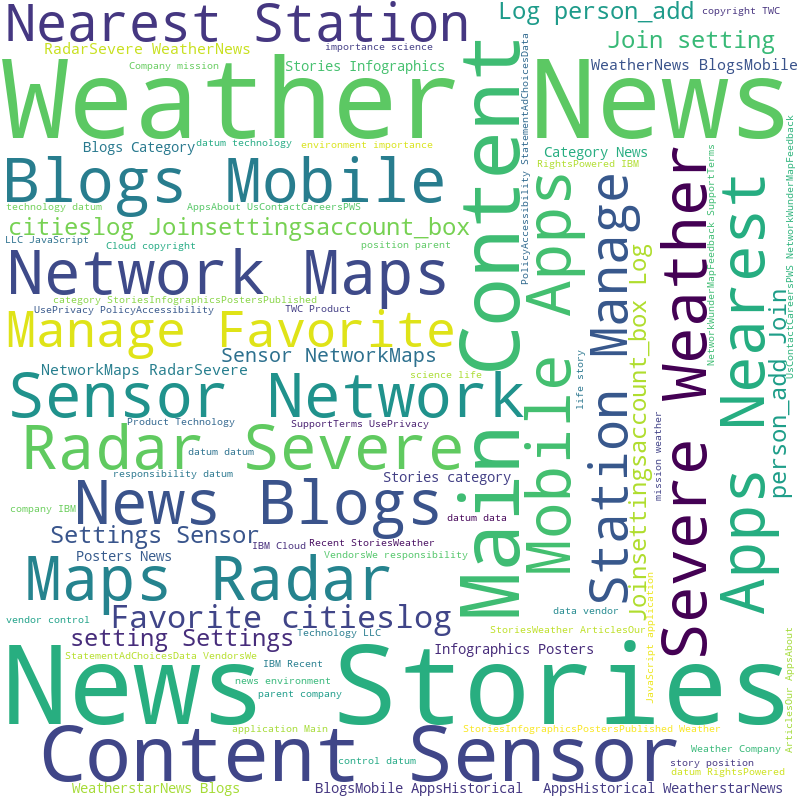 Nearest Station
Log person_add
copyright TWC
RadarSevere WeatherNews
importance science
Join setting
Company mission
Stories Infographics
WeatherNews BlogsMobile
Weather News
Blogs Category
datum technology
environment importance
Category News
RightsPowered IBM
Blogs Mobile
technology datum
AppsAbout UsContactCareersPWS
citieslog Joinsettingsaccount_box
LLC JavaScript
Cloud copyright
position parent
Network Maps
category StoriesInfographicsPostersPublished
UsePrivacy PolicyAccessibility
TWC Product
Manage Favorite
Sensor NetworkMaps
NetworkMaps RadarSevere
science life
Sensor Network
Product Technology
SupportTerms UsePrivacy
Radar Severe
datum datum
responsibility datum
Stories category
News Blogs
company IBM
datum data
Settings Sensor
IBM Cloud
Recent StoriesWeather
Posters News
VendorsWe responsibility
Maps Radar
Favorite citieslog
vendor control
data vendor
setting Settings
Technology LLC
StoriesWeather ArticlesOur
Infographics Posters
StatementAdChoicesData VendorsWe
IBM Recent
news environment
parent company
News Stories
application Main
StoriesInfographicsPostersPublished Weather
Content Sensor
control datum
Weather Company
story position
datum RightsPowered
WeatherstarNews Blogs
BlogsMobile AppsHistorical
AppsHistorical WeatherstarNews
Main Content
PolicyAccessibility StatementAdChoicesData
Mobile Apps
life story
Station Manage
Joinsettingsaccount_box Log
JavaScript application
mission weather
Severe Weather
NetworkWunderMapFeedback SupportTerms
Apps Nearest
person_add Join
UsContactCareersPWS NetworkWunderMapFeedback
ArticlesOur AppsAbout